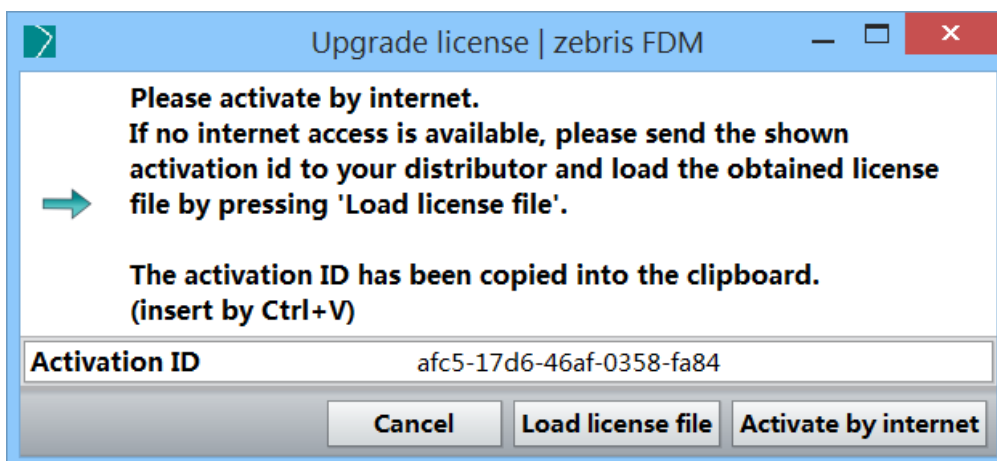 Upgrade license | zebris FDM
Please activate by internet.
If no internet access is available, please send the shown
activation id to your distributor and load the obtained license
file by pressing 'Load license file'.
The activation ID has been copied into the clipboard.
(insert by Ctrl+V)
Activation ID afc5-17d6-46af-0358-fa84
Cancel Load license file Activate by internet